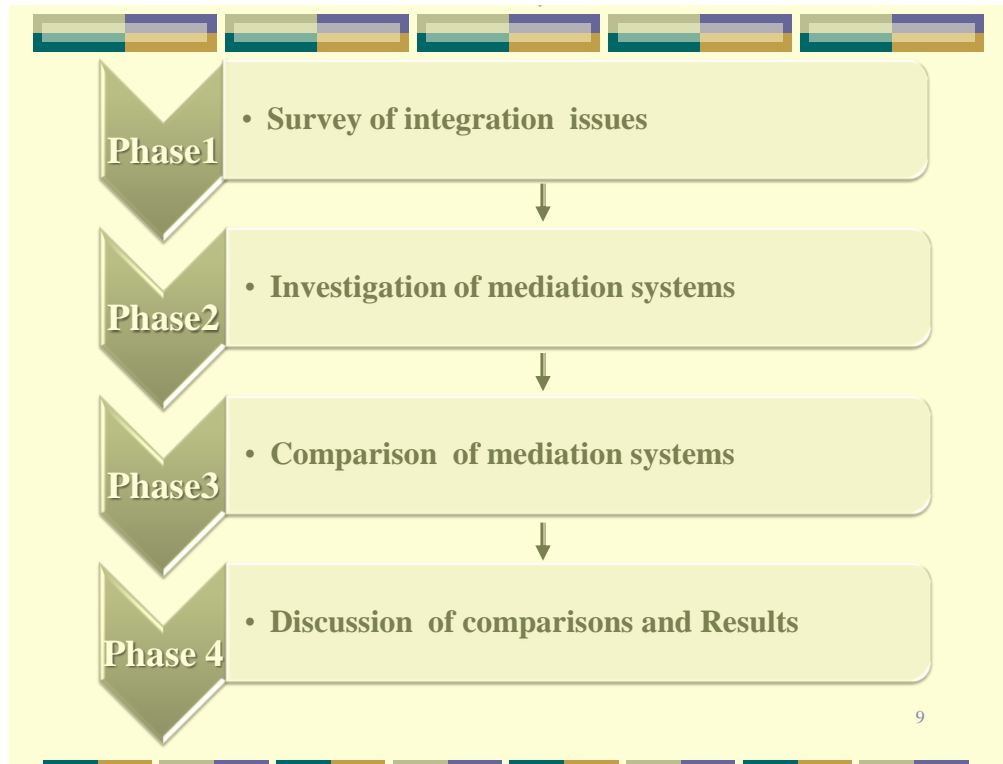 Phase1
• Survey of integration issues
Phase2
• Investigation of mediation systems
Phase3
• Comparison of mediation systems
Phase 4
• Discussion of comparisons and Results
9